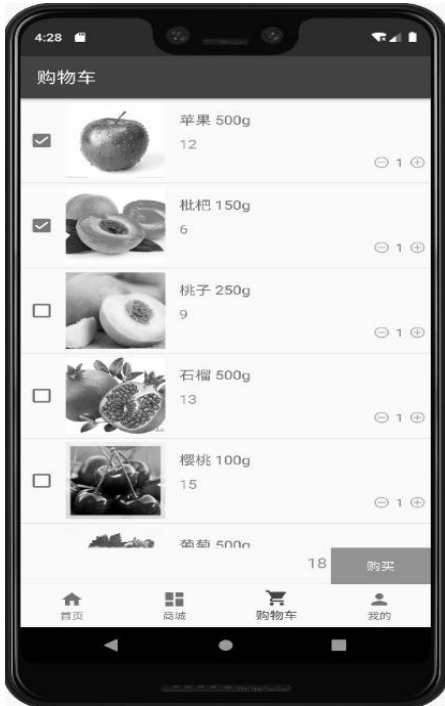 4:28
购物车
苹果 500g
12
1
枇杷 150g
6
1
桃子 250g
9
1
石榴 500g
13
1
樱桃 100g
15
1
葡萄 500g
18 购买
首页 商城 购物车 我的